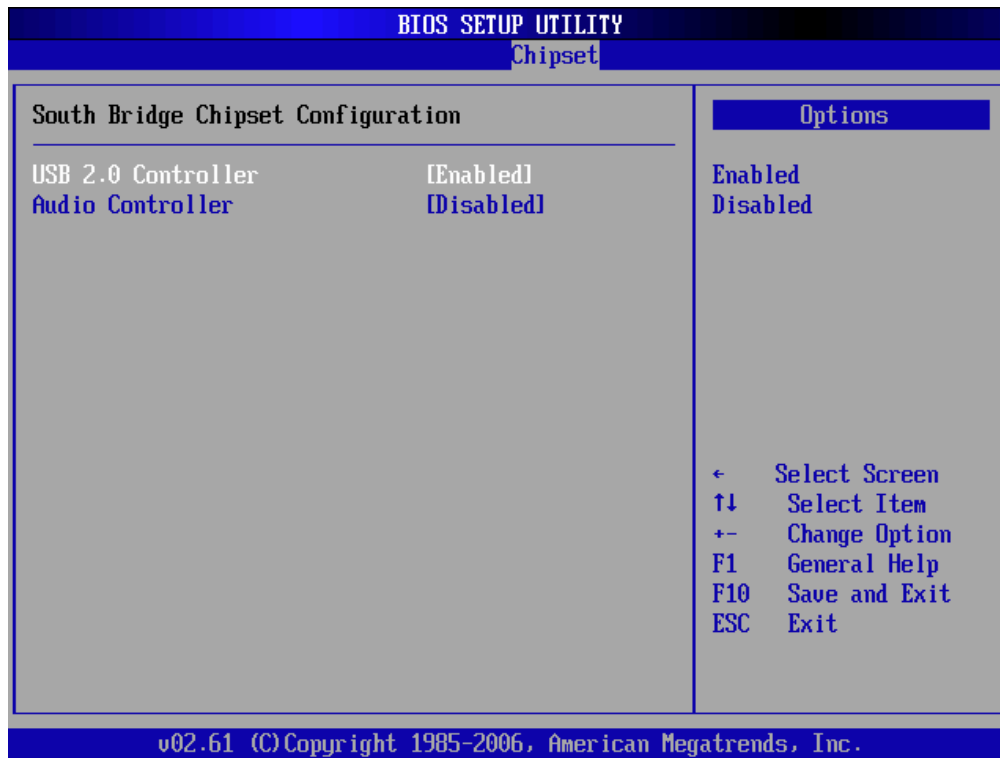 BIOS SETUP UTILITY
Chipset
South Bridge Chipset Configuration
USB 2.0 Controller [Enabled]
Audio Controller [Disabled]
Options
Enabled
Disabled
← Select Screen
↑↓ Select Item
+- Change Option
F1 General Help
F10 Save and Exit
ESC Exit
v02.61 (C)Copyright 1985-2006, American Megatrends, Inc.